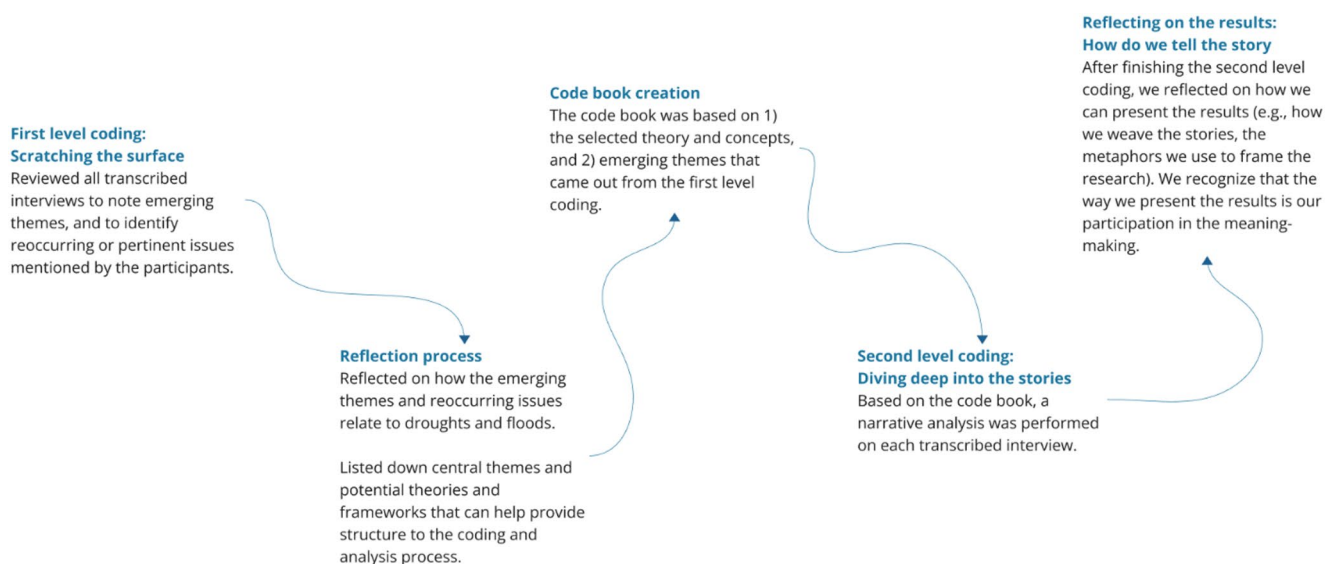 First level coding:
Scratching the surface
Reviewed all transcribed
interviews to note emerging
themes, and to identify
reoccurring or pertinent issues
mentioned by the participants.
Reflection process
Reflected on how the emerging
themes and reoccurring issues
relate to droughts and floods.
Listed down central themes and
potential theories and
frameworks that can help provide
structure to the coding and
analysis process.
Code book creation
The code book was based on 1)
the selected theory and concepts,
and 2) emerging themes that
came out from the first level
coding.
Second level coding:
Diving deep into the stories
Based on the code book, a
narrative analysis was performed
on each transcribed interview.
Reflecting on the results:
How do we tell the story
After finishing the second level
coding, we reflected on how we
can present the results (e.g., how
we weave the stories, the
metaphors we use to frame the
research). We recognize that the
way we present the results is our
participation in the meaning-
making.